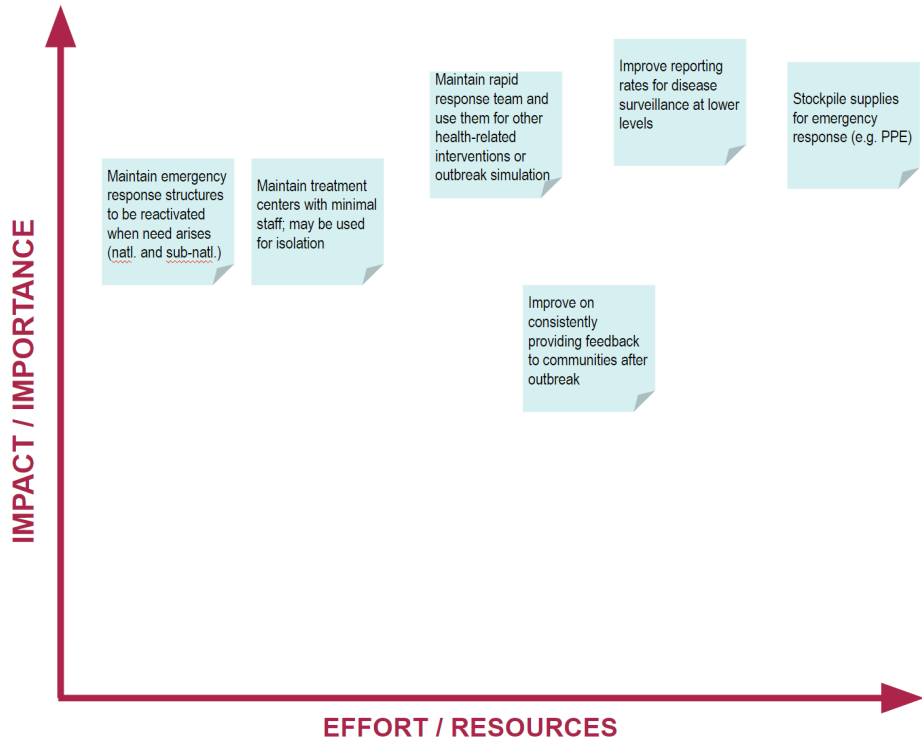 IMPACT / IMPORTANCE
Maintain emergency
response structures
to be reactivated
when need arises
(natl. and sub-natl.)
Maintain treatment
centers with minimal
staff; may be used
for isolation
Maintain rapid
response team and
use them for other
health-related
interventions or
outbreak simulation
Improve reporting
rates for disease
surveillance at lower
levels
Stockpile supplies
for emergency
response (e.g. PPE)
Improve on
consistently
providing feedback
to communities after
outbreak
EFFORT / RESOURCES